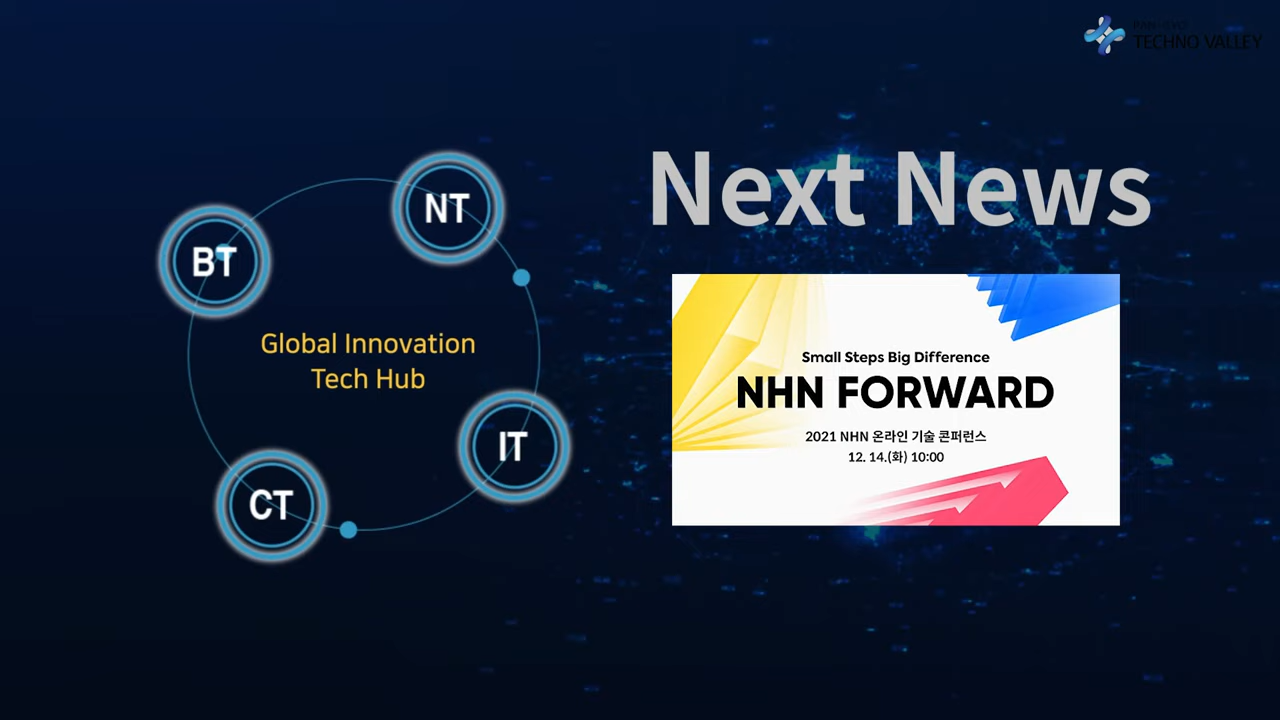 PANGYO
TECHNO VALLEY
Next News
NT
BT
Global Innovation
Tech Hub
IT
CT
Small Steps Big Difference
NHN FORWARD
2021 NHN 온라인 기술 콘퍼런스
12. 14.(화) 10:00